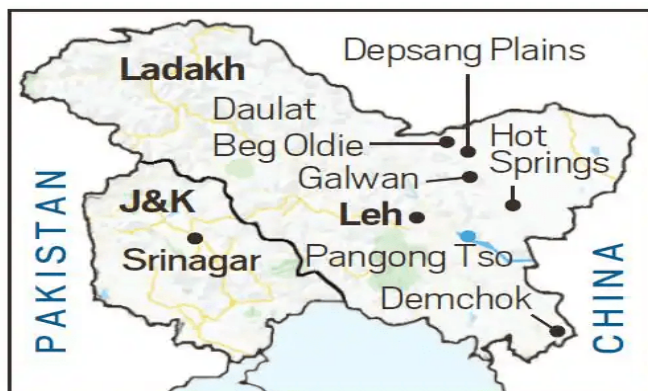 Depsang Plains
Ladakh
Daulat
Beg Oldie
Hot
Springs
Galwan
J&K
Leh
Srinagar
Pangong Tso
Demchok
PAKISTAN
CHINA